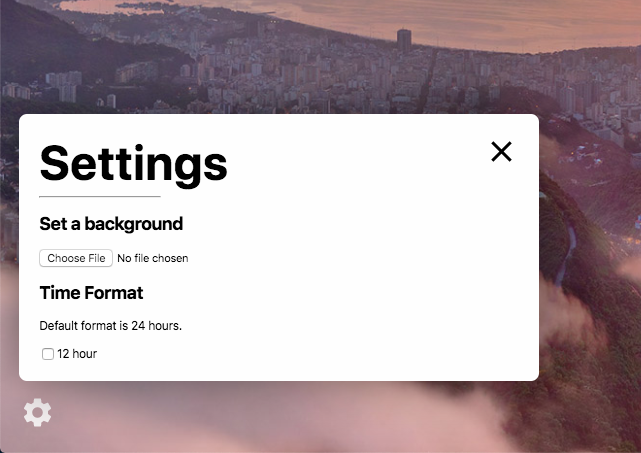 Settings
Set a background
Choose File No file chosen
Time Format
Default format is 24 hours.
12 hour